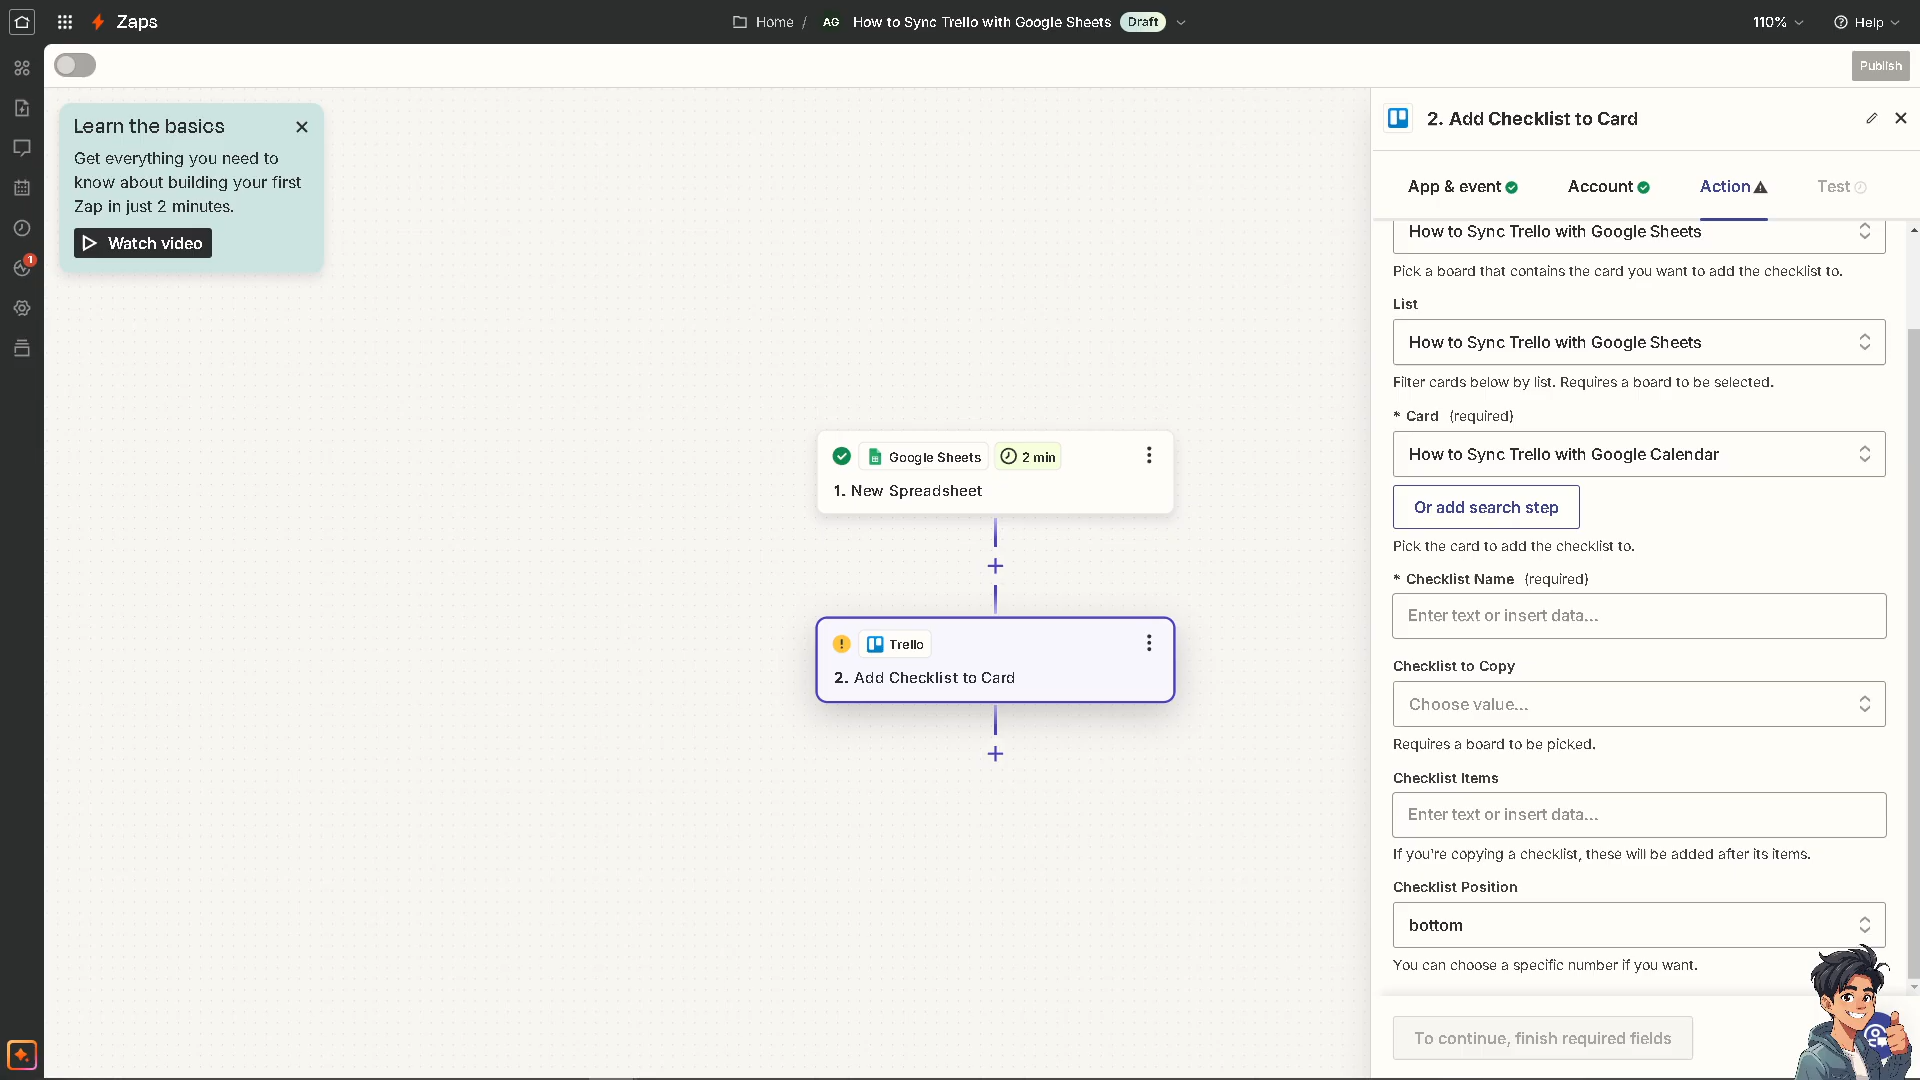 Zaps
Home / AG How to Sync Trello with Google Sheets Draft
110%
Help
Publish
Learn the basics
Get everything you need to
know about building your first
Zap in just 2 minutes.
Watch video
1
Google Sheets
2 min
1. New Spreadsheet
Trello
2. Add Checklist to Card
2. Add Checklist to Card
App & event
Account
Action
Test
How to Sync Trello with Google Sheets
Pick a board that contains the card you want to add the checklist to.
List
How to Sync Trello with Google Sheets
Filter cards below by list. Requires a board to be selected.
* Card (required)
How to Sync Trello with Google Calendar
Or add search step
Pick the card to add the checklist to.
* Checklist Name (required)
Enter text or insert data...
Checklist to Copy
Choose value...
Requires a board to be picked.
Checklist Items
Enter text or insert data...
If you're copying a checklist, these will be added after its items.
Checklist Position
bottom
You can choose a specific number if you want.
To continue, finish required fields